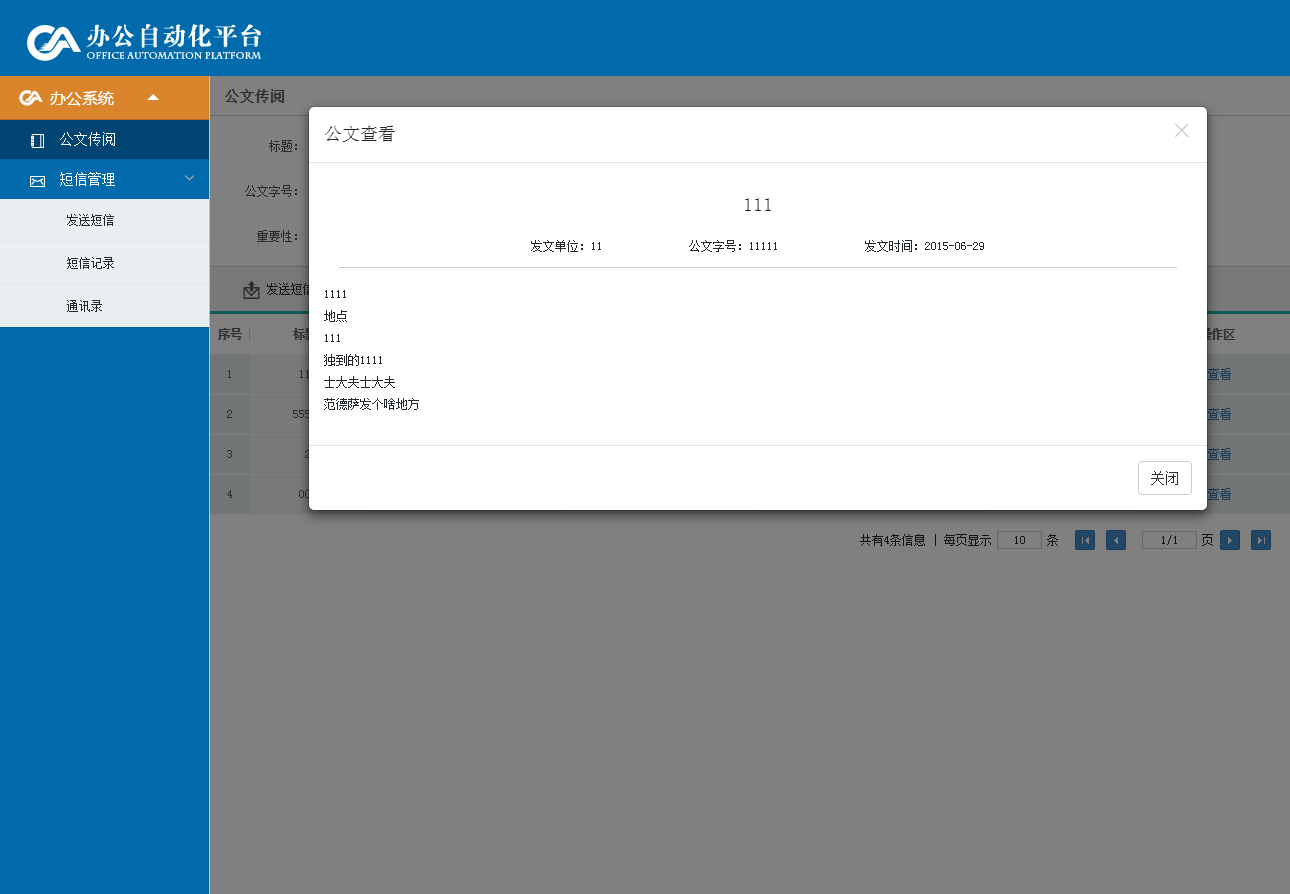 办公自动化平台
OFFICE AUTOMATION PLATFORM
办公系统
公文传阅
短信管理
发送短信
短信记录
通讯录
公文传阅
标题:
公文字号:
重要性:
发送短信
序号 标题 操作区
1 11 查看
2 555 查看
3 2 查看
4 00 查看
共有4条信息 | 每页显示 10 条 1/1 页
公文查看
111
发文单位: 11 公文字号: 11111 发文时间: 2015-06-29
1111
地点
111
独到的1111
士大夫士大夫
范德萨发个啥地方
关闭